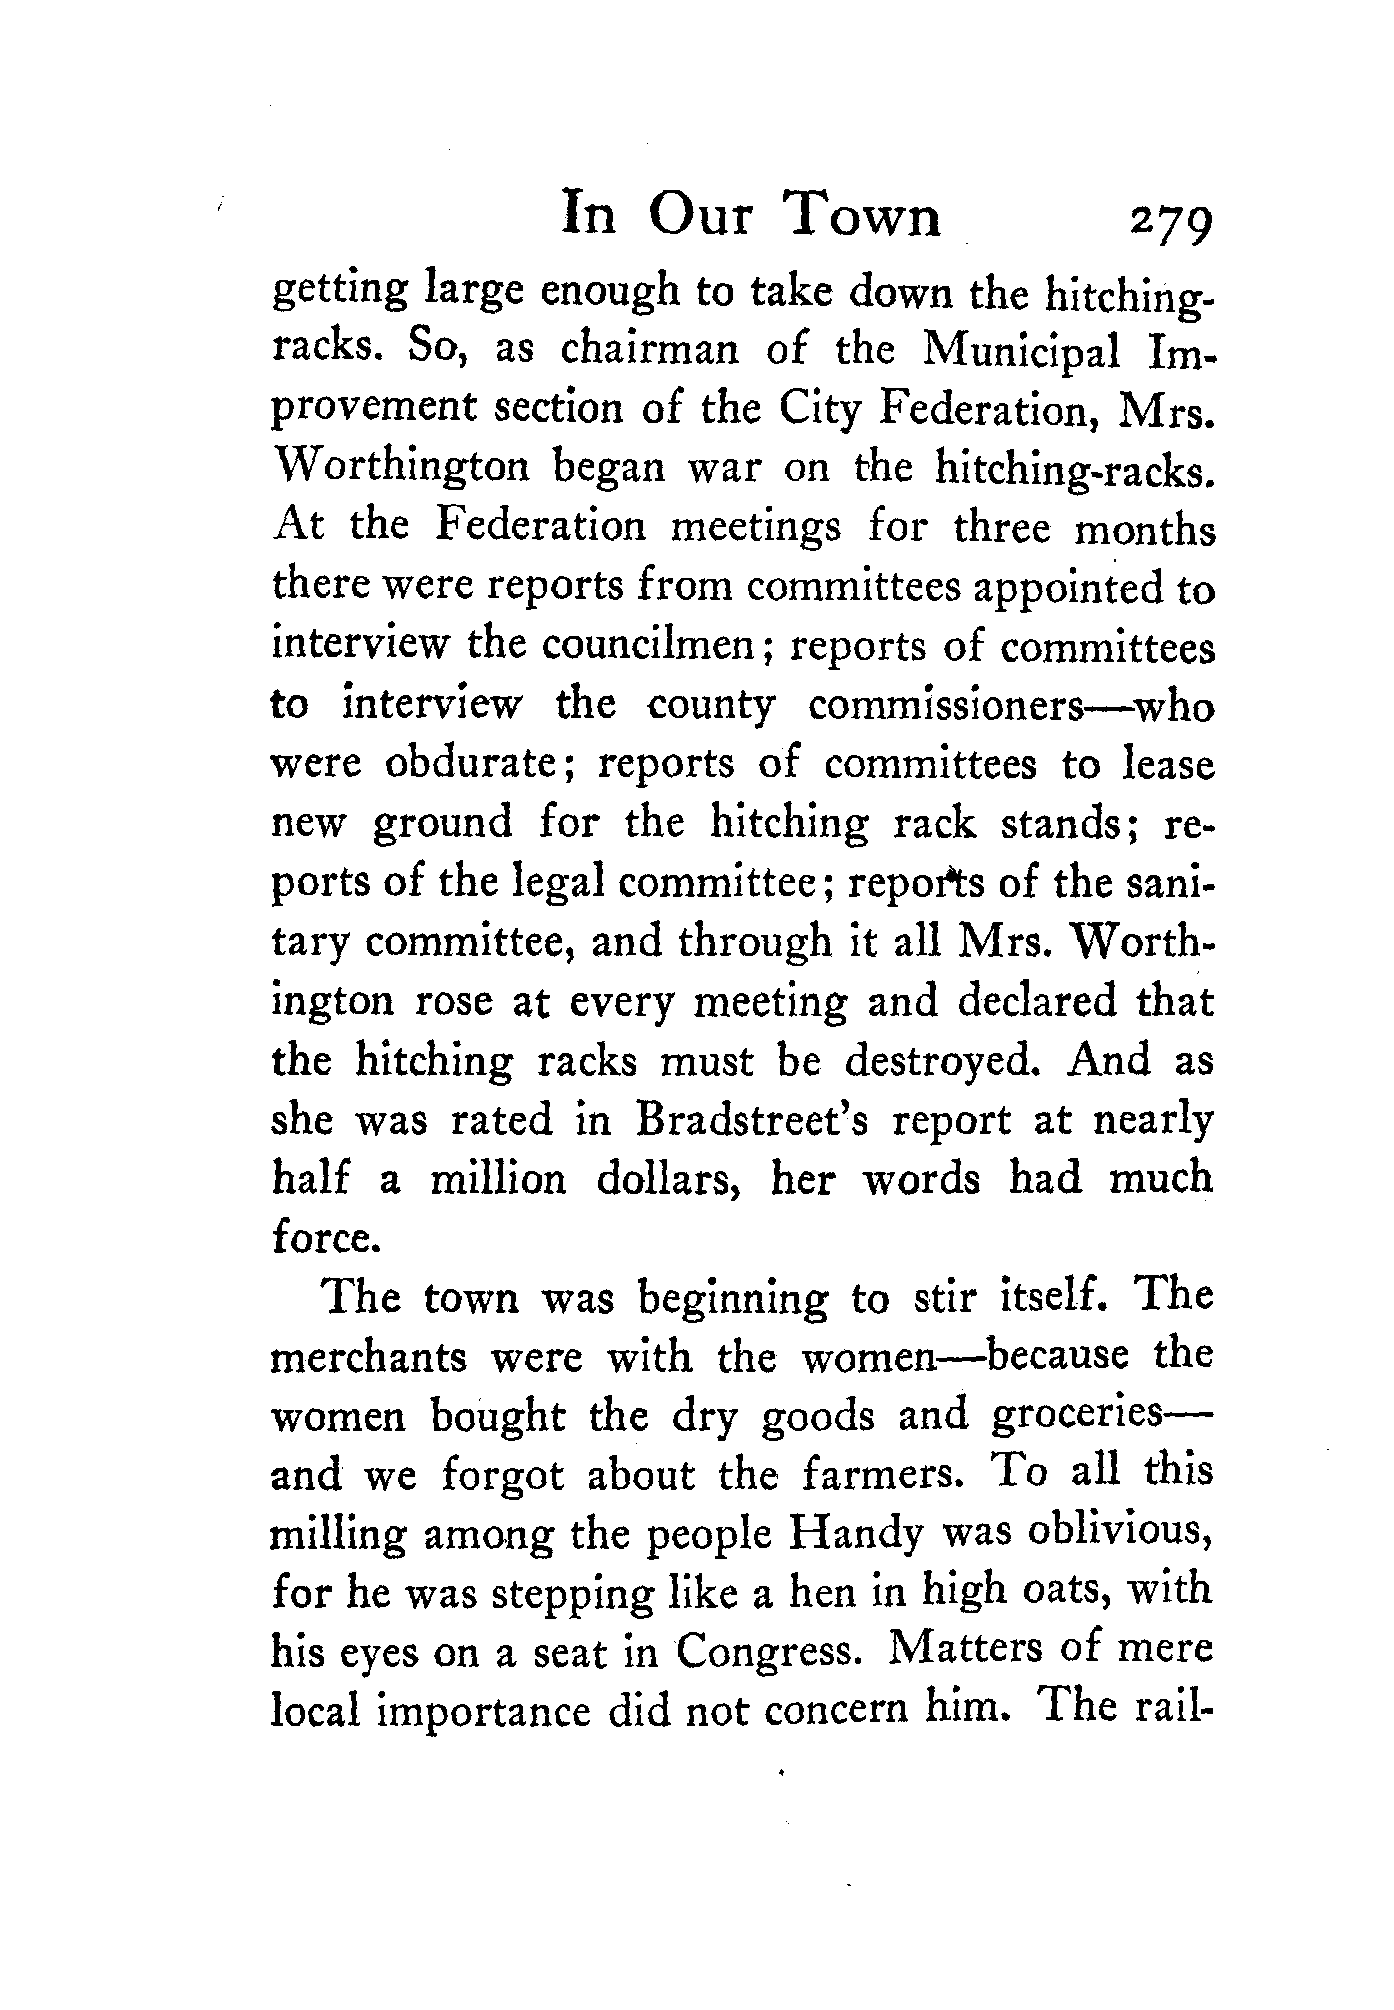 In Our Town 279
getting large enough to take down the hitching-
racks. So, as chairman of the Municipal Im-
provement section of the City Federation, Mrs.
Worthington began war on the hitching-racks.
At the Federation meetings for three months
there were reports from committees appointed to
interview the councilmen; reports of committees
to interview the county commissioners—who
were obdurate; reports of committees to lease
new ground for the hitching rack stands; re-
ports of the legal committee; reports of the sani-
tary committee, and through it all Mrs. Worth-
ington rose at every meeting and declared that
the hitching racks must be destroyed. And as
she was rated in Bradstreet's report at nearly
half a million dollars, her words had much
force.
The town was beginning to stir itself. The
merchants were with the women—because the
women bought the dry goods and groceries—
and we forgot about the farmers. To all this
milling among the people Handy was oblivious,
for he was stepping like a hen in high oats, with
his eyes on a seat in Congress. Matters of mere
local importance did not concern him. The rail-